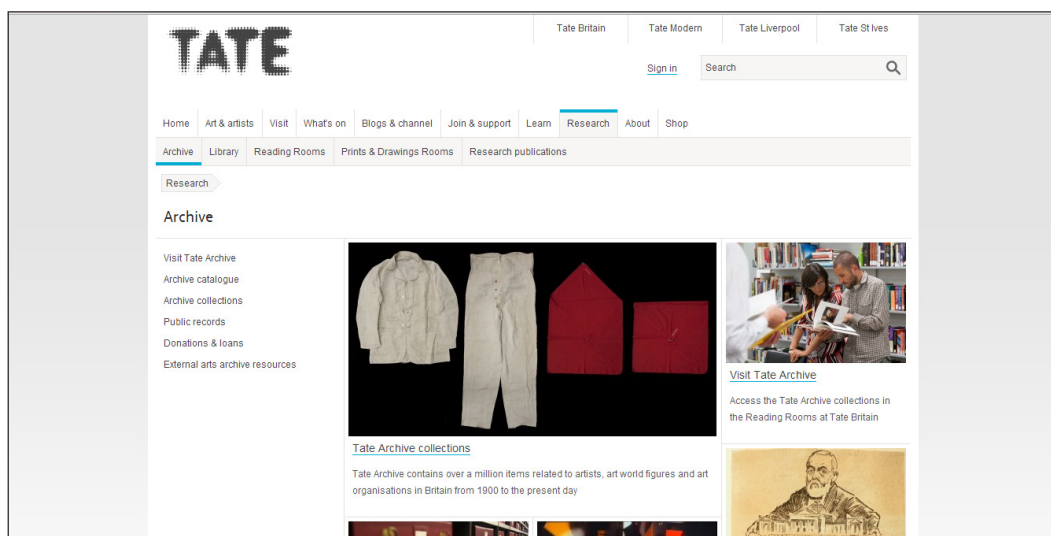 TATE
Tate Britain
Tate Modern
Tate Liverpool
Tate St Ives
Sign in
Search
Home Art & artists Visit What's on Blogs & channel Join & support Learn Research About Shop
Archive Library Reading Rooms Prints & Drawings Rooms Research publications
Research
Archive
Visit Tate Archive
Archive catalogue
Archive collections
Public records
Donations & loans
External arts archive resources
Tate Archive collections
Tate Archive contains over a million items related to artists, art world figures and art
organisations in Britain from 1900 to the present day
Visit Tate Archive
Access the Tate Archive collections in
the Reading Rooms at Tate Britain